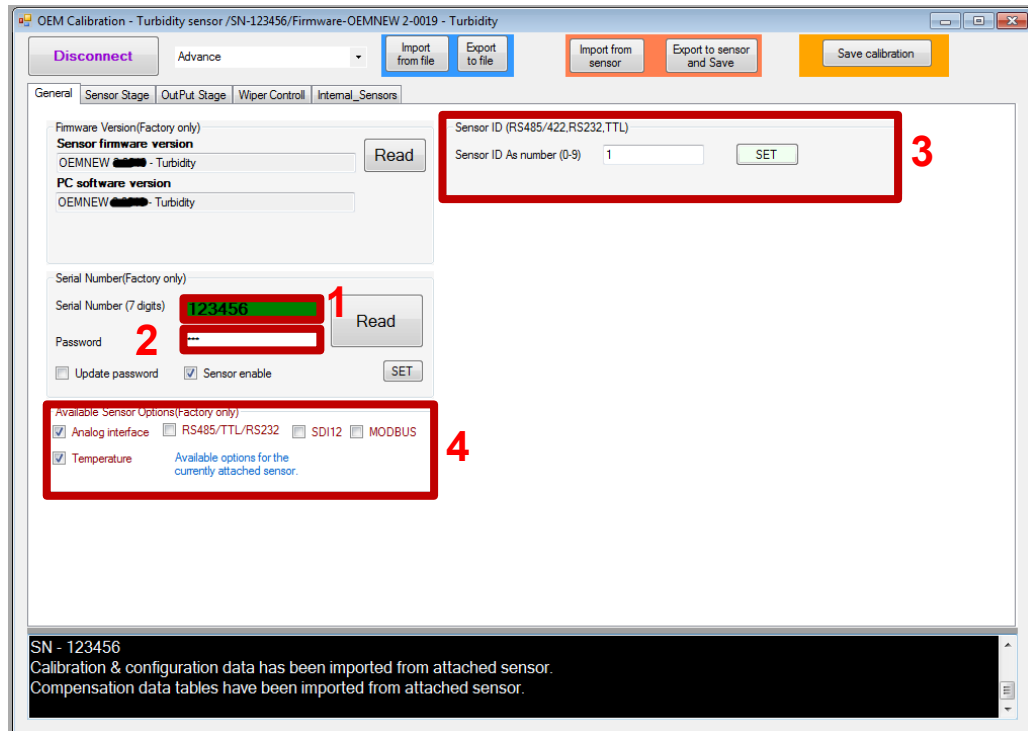 OEM Calibration - Turbidity sensor /SN-123456/Firmware-OEMNEW 2-0019 - Turbidity
Disconnect
Advance
Import from file
Export to file
Import from sensor
Export to sensor and Save
Save calibration
General
Sensor Stage
OutPut Stage
Wiper Controll
Internal_Sensors
Firmware Version(Factory only)
Sensor firmware version
OEMNEW - Turbidity
Read
PC software version
OEMNEW - Turbidity
Sensor ID (RS485/422,RS232,TTL)
Sensor ID As number (0-9)
1
SET
3
Serial Number(Factory only)
Serial Number (7 digits)
123456
1
Read
Password
2
***
Update password
Sensor enable
SET
Available Sensor Options(Factory only)
Analog interface
RS485/TTL/RS232
SDI12
MODBUS
4
Temperature
Available options for the
currently attached sensor.
SN - 123456
Calibration & configuration data has been imported from attached sensor.
Compensation data tables have been imported from attached sensor.